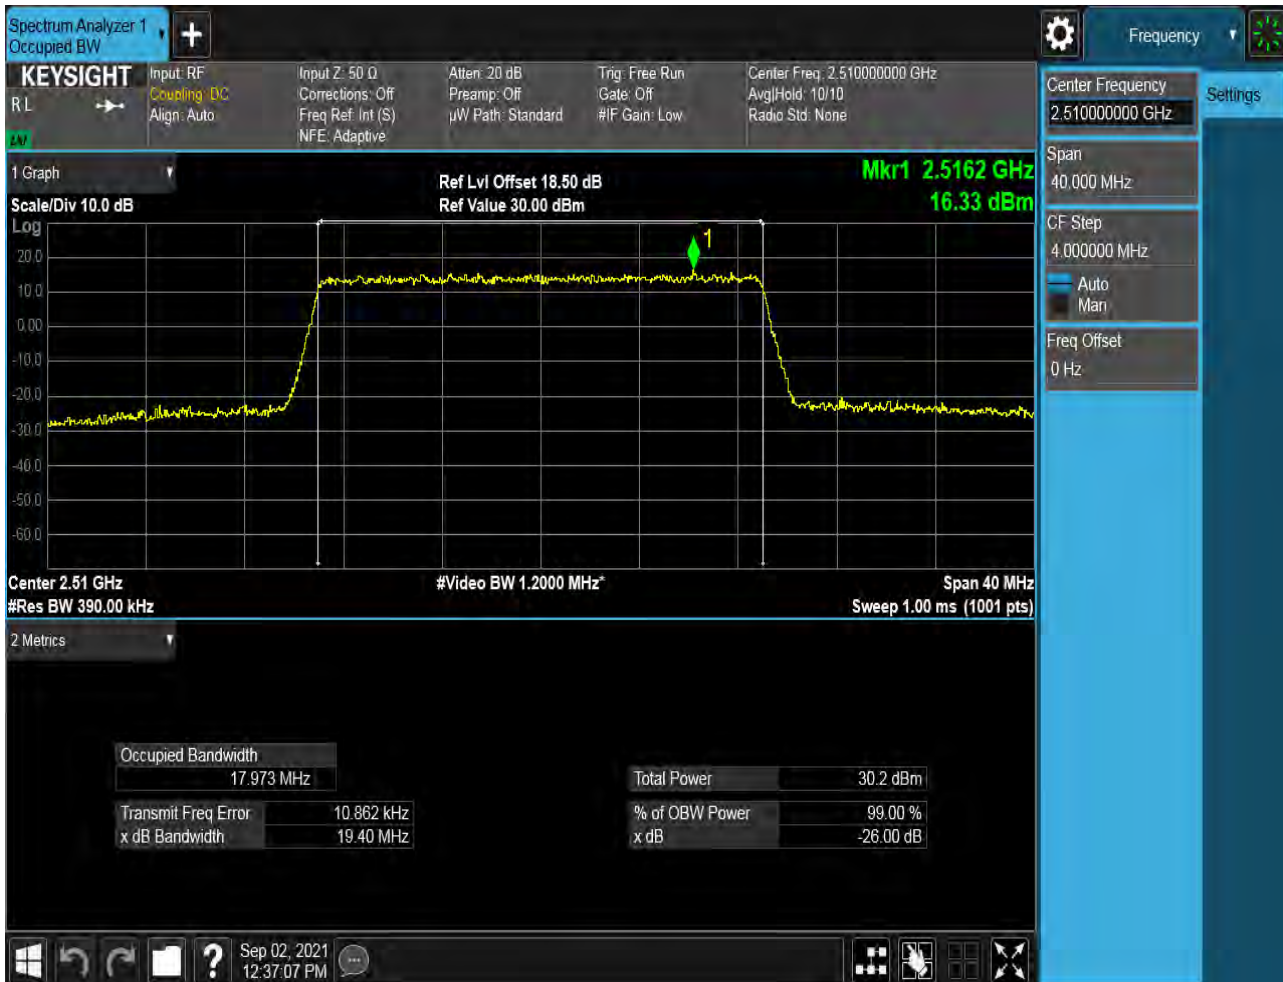 Spectrum Analyzer 1
Occupied BW
Frequency
KEYSIGHT
R L
LXI
Input: RF
Coupling: DC
Align: Auto
Input Z: 50 Ω
Corrections: Off
Freq Ref: Int (S)
NFE: Adaptive
Atten: 20 dB
Preamp: Off
µW Path: Standard
Trig: Free Run
Gate: Off
#IF Gain: Low
Center Freq: 2.510000000 GHz
Avg|Hold: 10/10
Radio Std: None
1 Graph
Scale/Div 10.0 dB
Ref Lvl Offset 18.50 dB
Ref Value 30.00 dBm
Mkr1 2.5162 GHz
16.33 dBm
Log
1
20.0
10.0
0.00
-10.0
-20.0
-30.0
-40.0
-50.0
-60.0
Center 2.51 GHz
#Res BW 390.00 kHz
#Video BW 1.2000 MHz*
Span 40 MHz
Sweep 1.00 ms (1001 pts)
2 Metrics
Occupied Bandwidth
17.973 MHz
Transmit Freq Error 10.862 kHz
x dB Bandwidth 19.40 MHz
Total Power 30.2 dBm
% of OBW Power 99.00 %
x dB -26.00 dB
Center Frequency
2.510000000 GHz
Settings
Span
40.000 MHz
CF Step
4.000000 MHz
Auto
Man
Freq Offset
0 Hz
?
Sep 02, 2021
12:37:07 PM